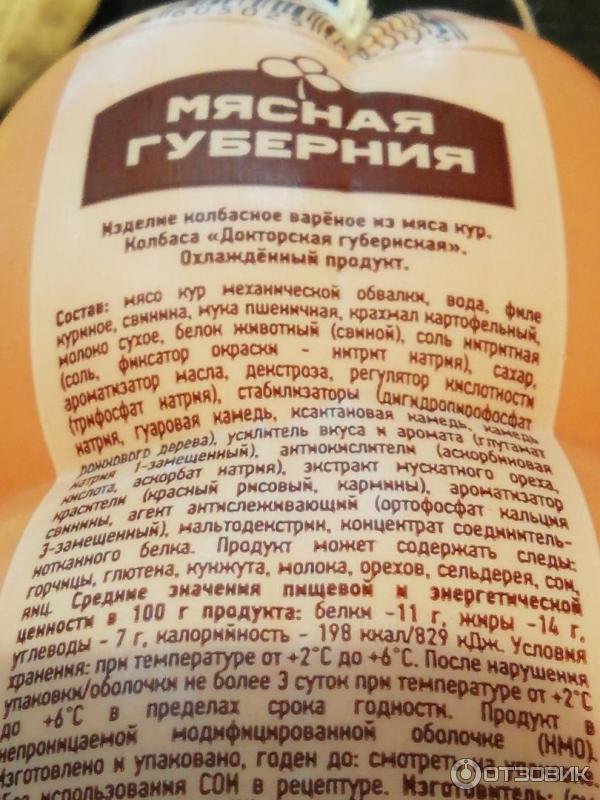 МЯСНАЯ
ГУБЕРНИЯ
Изделие колбасное варёное из мяса кур.
Колбаса «Докторская губернская».
Охлаждённый продукт.
Состав: мясо кур механической обвалки, вода, филе
куриное, свинина, мука пшеничная, крахмал картофельный,
молоко сухое, белок животный (свиной), соль нитритная
(соль, фиксатор окраски - нитрит натрия), сахар,
ароматизатор масла, декстроза, регулятор кислотности
(трифосфат натрия), стабилизаторы (дигидропирофосфат
натрия, гуаровая камедь, ксантановая камедь, камедь
рожкового дерева), усилитель вкуса и аромата (глутамат
натрия 1-замещенный), антиокислители (аскорбиновая
кислота, аскорбат натрия), экстракт мускатного ореха,
красители (красный рисовый, кармины), ароматизатор
свинины, агент антислеживающий (ортофосфат кальция
3-замещенный), мальтодекстрин, концентрат соединитель-
нотканного белка. Продукт может содержать следы:
горчицы, глютена, кунжута, молока, орехов, сельдерея, сои,
яиц. Средние значения пищевой и энергетической
ценности в 100 г продукта: белки -11 г, жиры -14 г,
углеводы - 7 г, калорийность - 198 ккал/829 кДж. Условия
хранения: при температуре от +2°С до +6°С. После нарушения
упаковки/оболочки не более 3 суток при температуре от +2°С
до +6°С в пределах срока годности. Продукт в
непроницаемой модифицированной оболочке (НМО).
Изготовлено и упаковано, годен до: смотреть на
Без использования СОИ в рецептуре. Изготовитель:
ОТЗОВИК